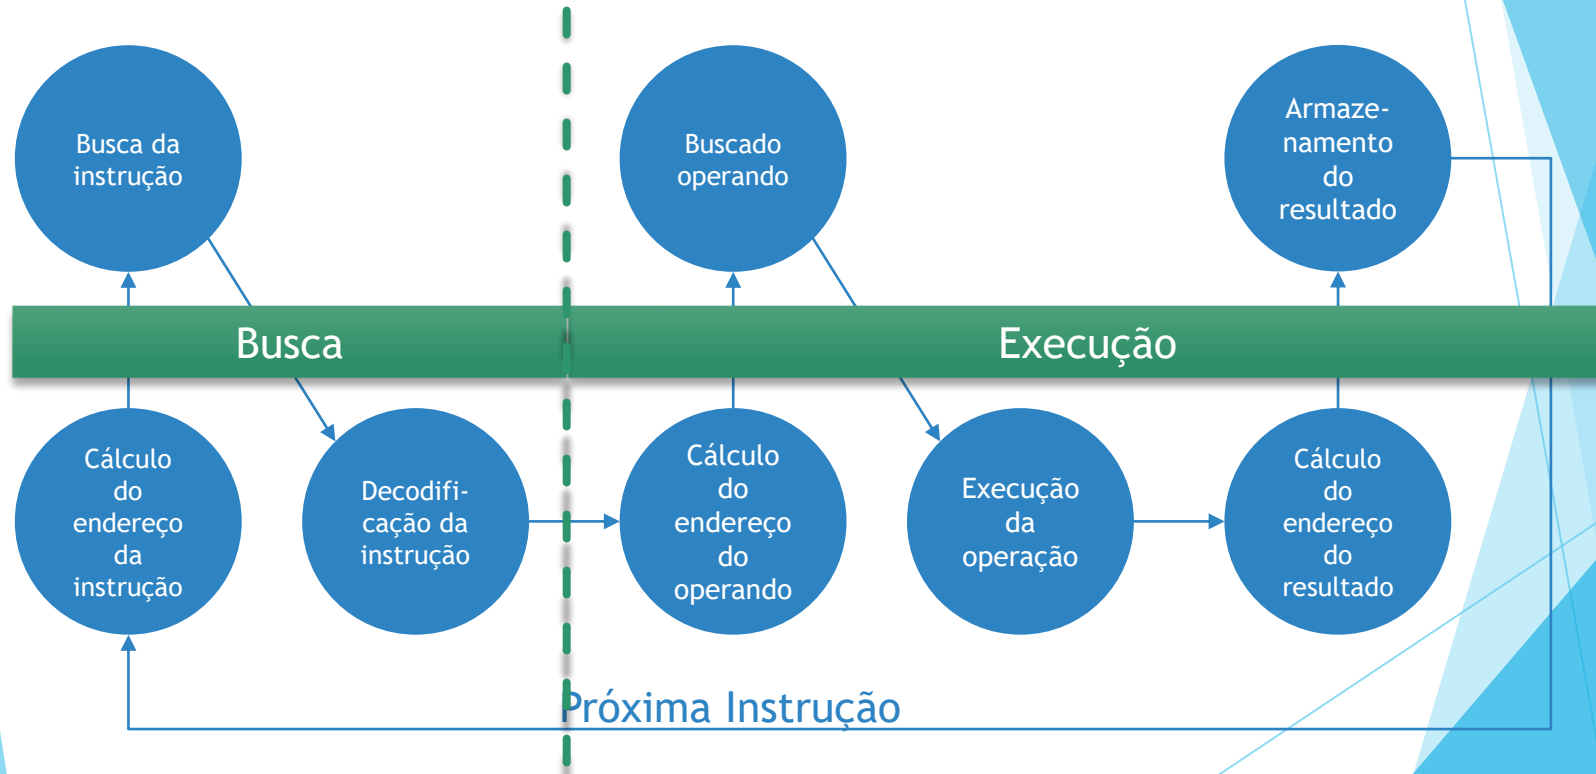 Busca da
instrução
Buscado
operando
Armaze-
namento
do
resultado
Busca
Execução
Cálculo
do
endereço
da
instrução
Decodifi-
cação da
instrução
Cálculo
do
endereço
do
operando
Execução
da
operação
Cálculo
do
endereço
do
resultado
Próxima Instrução